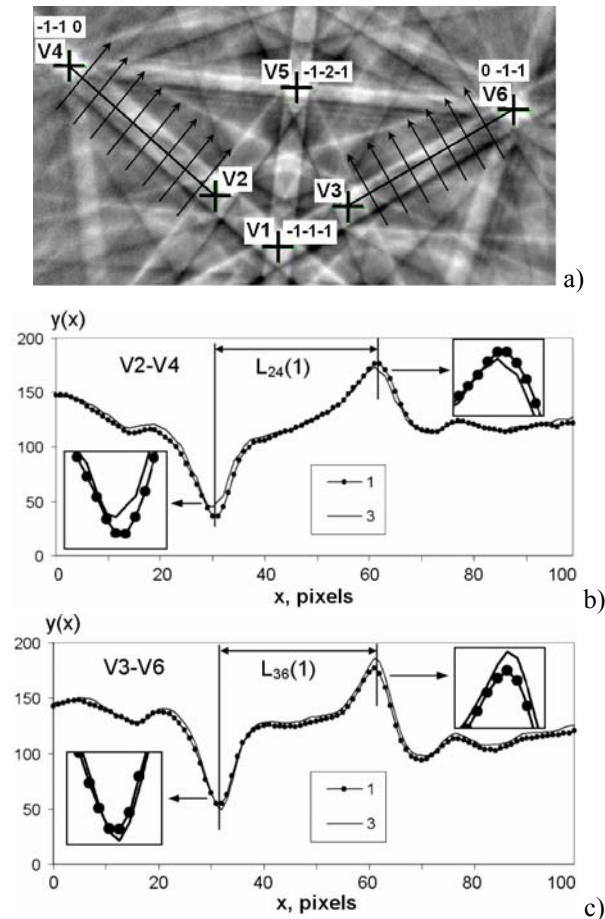 -1-1 0
V4
V5 -1-2-1
0 -1-1
V6
V2
V3
V1 -1-1-1
a)
y(x)
200
150
100
50
0
V2-V4
L24(1)
1
3
0 20 40 60 80 100
x, pixels
b)
y(x)
200
150
100
50
0
V3-V6
L36(1)
1
3
0 20 40 60 80 100
x, pixels
c)